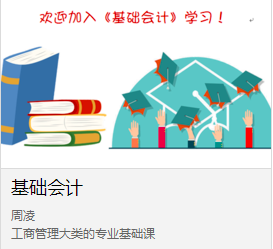 欢迎加入《基础会计》学习！
基础会计
周凌
工商管理大类的专业基础课